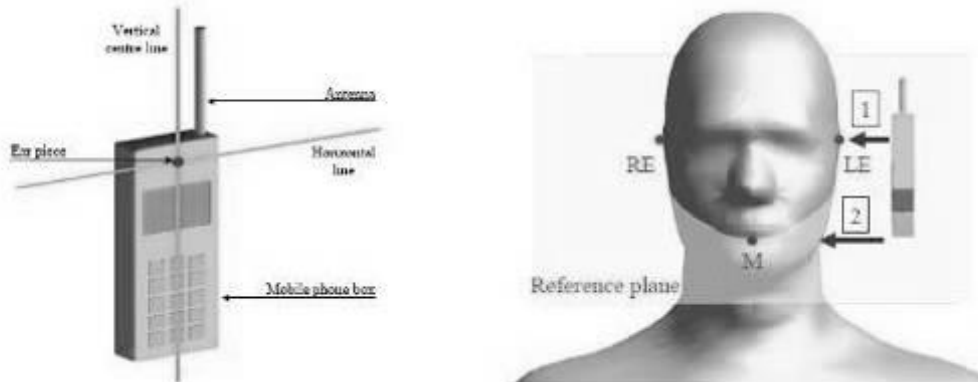 Vertical
centre line
Antenna
Ear piece
Horizontal
line
Mobile phone box
1
RE
LE
2
M
Reference plane